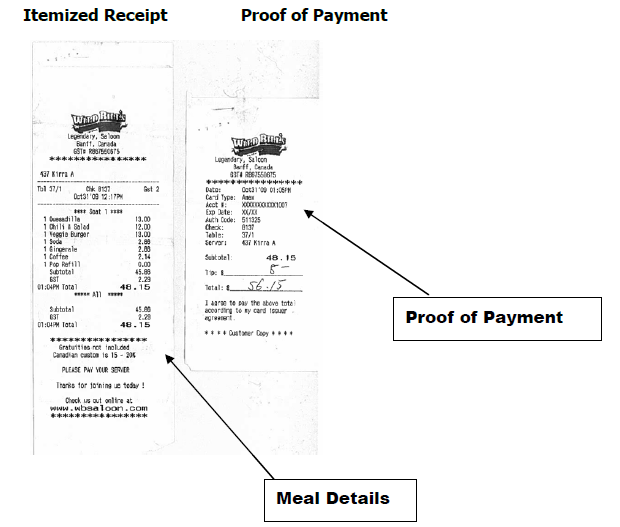 Itemized Receipt
Proof of Payment
WILD BILL'S
Legendary, Saloon
Banff, Canada
GST# R867550875
*****************
437 Kirra A
Tbl 37/1 Chk 8137 Gst 2
Oct31'09 12:17PM
**** Seat 1 ****
1 Quesadilla 13.00
1 Chili & Salad 12.00
1 Veggie Burger 13.00
1 Soda 2.86
1 Gingerale 2.86
1 Coffee 2.14
1 Pop Refill 0.00
Subtotal 45.86
GST 2.29
01:04PM Total 48.15
***** All *****
Subtotal 45.86
GST 2.29
01:04PM Total 48.15
*****************
Gratuities not included
Canadian custom is 15 - 20%
PLEASE PAY YOUR SERVER
Thanks for joining us today !
Check us out online at
www.wbsaloon.com
*****************
WILD BILL'S
Legendary, Saloon
Banff, Canada
GST# R867550875
*****************
Date: Oct31'09 01:05PM
Card Type: Amex
Acct #: XXXXXXXXXXX1007
Exp Date: XX/XX
Auth Code: 511325
Check: 8137
Table: 37/1
Server: 437 Kirra A
Subtotal: 48.15
Tip: $ 8-
Total: $ 56.15
I agree to pay the above total
according to my card issuer
agreement.
* * * * Customer Copy * * * *
Proof of Payment
Meal Details